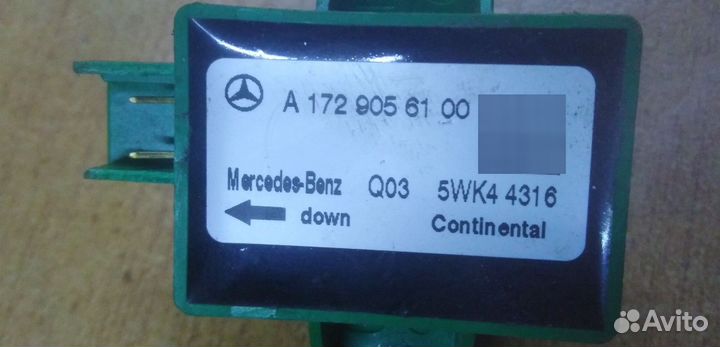 A 172 905 61 00
Mercedes-Benz Q03 5WK4 4316
down Continental
Avito